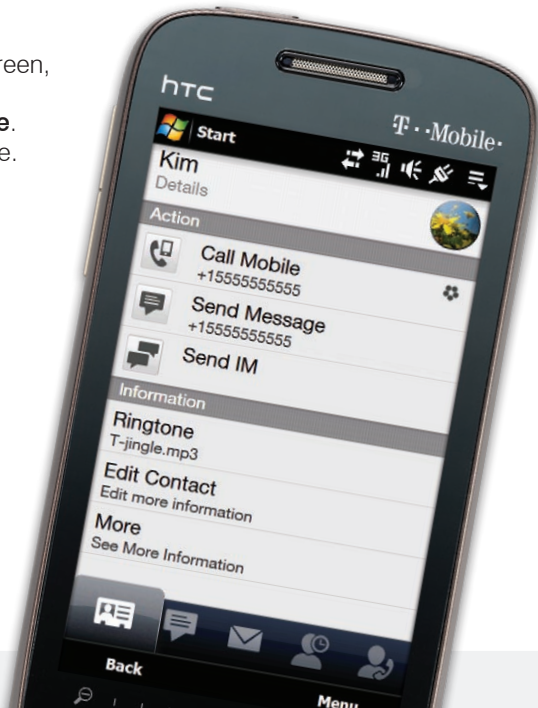 reen,
e.
e.
hTC
T··Mobile·
Start
3G
Kim
Details
Action
Call Mobile
+15555555555
Send Message
+15555555555
Send IM
Information
Ringtone
T-jingle.mp3
Edit Contact
Edit more information
More
See More Information
Back
Menu